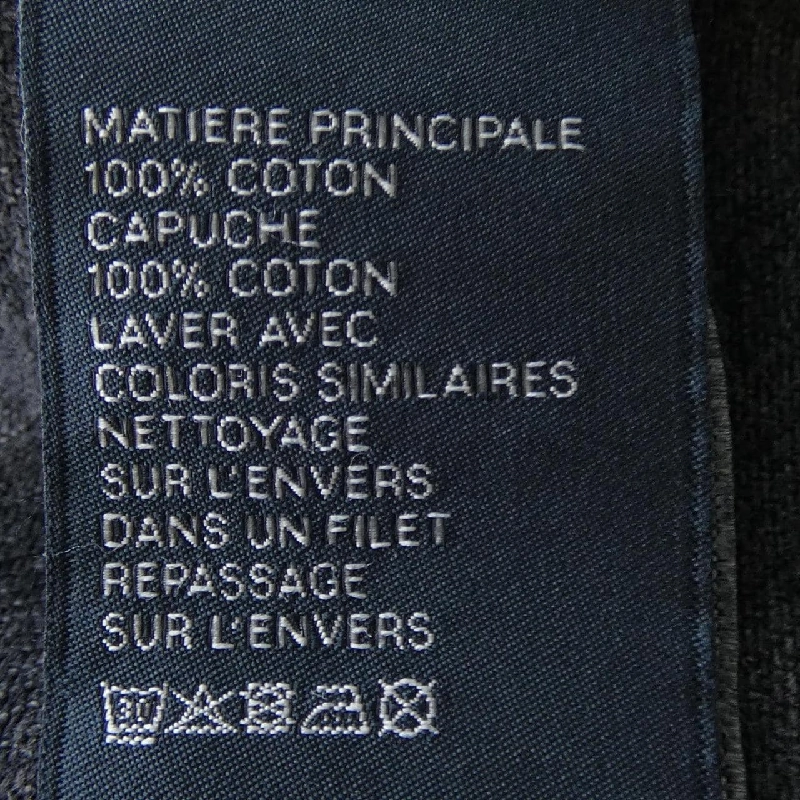 MATIERE PRINCIPALE
100% COTON
CAPUCHE
100% COTON
LAVER AVEC
COLORIS SIMILAIRES
NETTOYAGE
SUR L'ENVERS
DANS UN FILET
REPASSAGE
SUR L'ENVERS
30